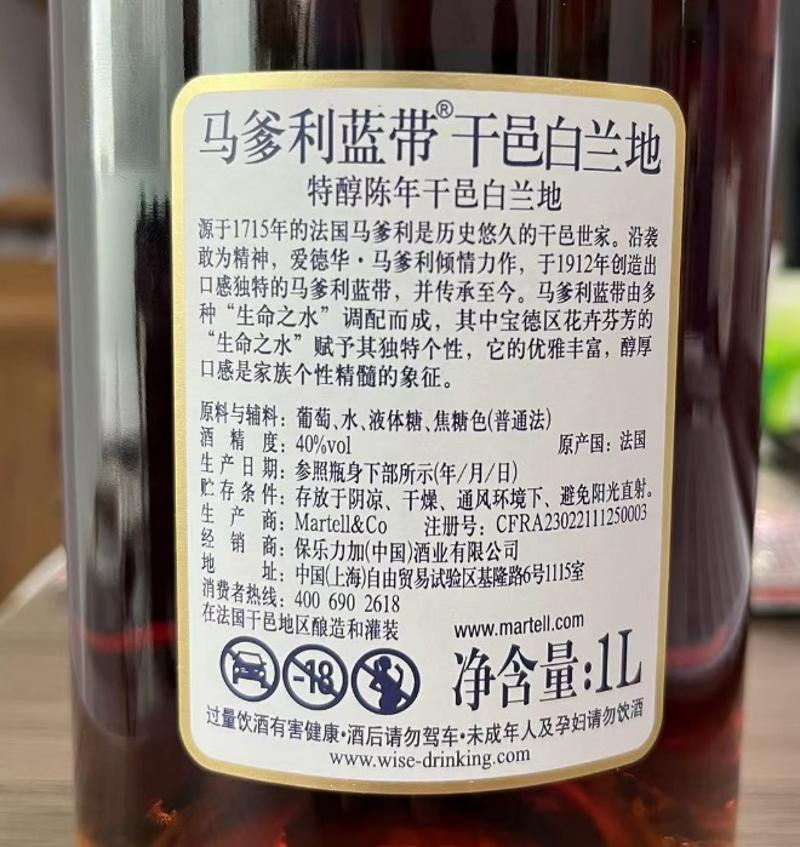 马爹利蓝带®干邑白兰地
特醇陈年干邑白兰地
源于1715年的法国马爹利是历史悠久的干邑世家。沿袭
敢为精神，爱德华·马爹利倾情力作，于1912年创造出
口感独特的马爹利蓝带，并传承至今。马爹利蓝带由多
种“生命之水”调配而成，其中宝德区花卉芬芳的
“生命之水”赋予其独特个性，它的优雅丰富，醇厚
口感是家族个性精髓的象征。
原料与辅料：葡萄、水、液体糖、焦糖色(普通法)
酒精度：40%vol 原产国：法国
生产日期：参照瓶身下部所示(年/月/日)
贮存条件：存放于阴凉、干燥、通风环境下、避免阳光直射。
生产商：Martell&Co 注册号：CFRA23022111250003
经销商：保乐力加(中国)酒业有限公司
地址：中国(上海)自由贸易试验区基隆路6号1115室
消费者热线：400 690 2618
在法国干邑地区酿造和灌装
www.martell.com
-18
净含量:1L
过量饮酒有害健康•酒后请勿驾车•未成年人及孕妇请勿饮酒
www.wise-drinking.com